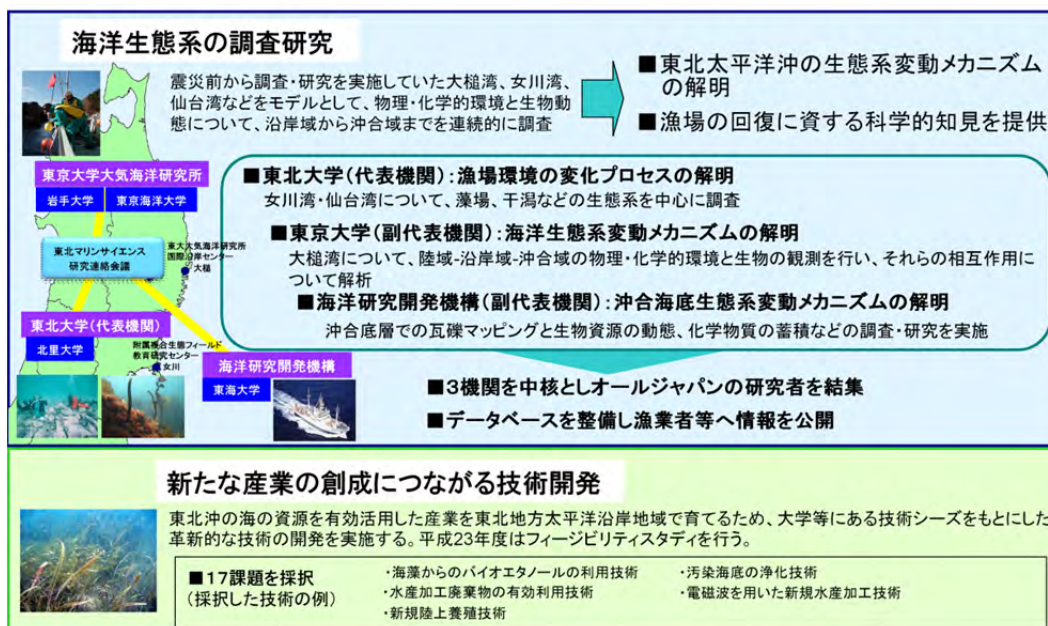 海洋生態系の調査研究
震災前から調査・研究を実施していた大槌湾、女川湾、
仙台湾などをモデルとして、物理・化学的環境と生物動
態について、沿岸域から沖合域までを連続的に調査
■東北太平洋沖の生態系変動メカニズム
の解明
■漁場の回復に資する科学的知見を提供
東京大学大気海洋研究所
岩手大学
東京海洋大学
東北マリンサイエンス
研究連絡会議
東大大気海洋研究所
国際沿岸センター
大槌
東北大学(代表機関)
北里大学
附属複合生態フィールド
教育研究センター
女川
海洋研究開発機構
東海大学
■東北大学(代表機関):漁場環境の変化プロセスの解明
女川湾・仙台湾について、藻場、干潟などの生態系を中心に調査
■東京大学(副代表機関):海洋生態系変動メカニズムの解明
大槌湾について、陸域-沿岸域-沖合域の物理・化学的環境と生物の観測を行い、それらの相互作用に
ついて解析
■海洋研究開発機構(副代表機関):沖合海底生態系変動メカニズムの解明
沖合底層での瓦礫マッピングと生物資源の動態、化学物質の蓄積などの調査・研究を実施
■3機関を中核としオールジャパンの研究者を結集
■データベースを整備し漁業者等へ情報を公開
新たな産業の創成につながる技術開発
東北沖の海の資源を有効活用した産業を東北地方太平洋沿岸地域で育てるため、大学等にある技術シーズをもとにした
革新的な技術の開発を実施する。平成23年度はフィージビリティスタディを行う。
■17課題を採択
(採択した技術の例)
・海藻からのバイオエタノールの利用技術
・水産加工廃棄物の有効利用技術
・新規陸上養殖技術
・汚染海底の浄化技術
・電磁波を用いた新規水産加工技術